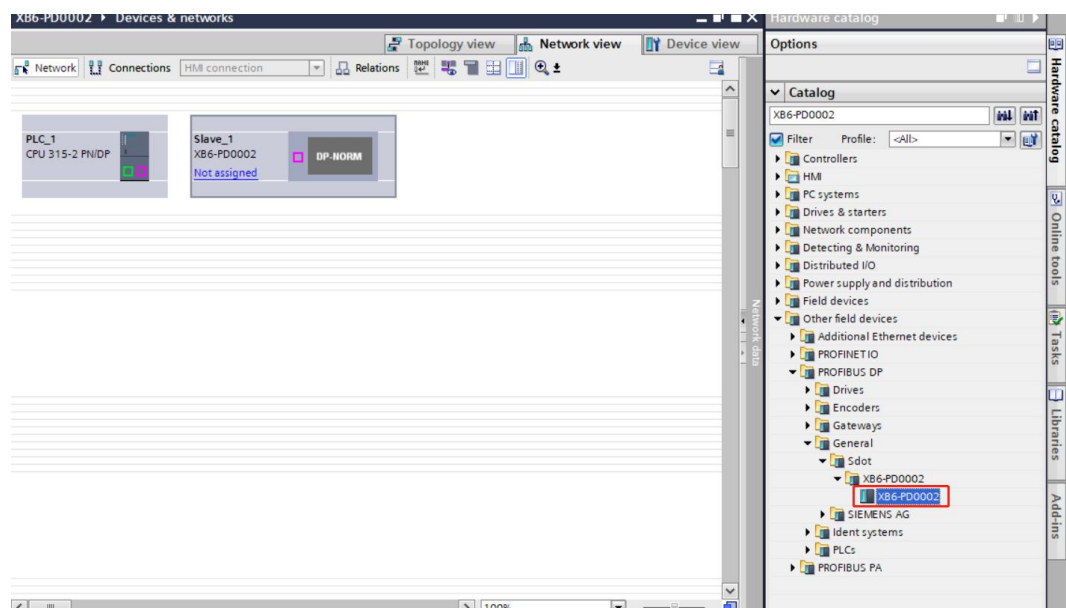 XB6-PD0002 ▸ Devices & networks
Topology view
Network view
Device view
Network
Connections
HMI connection
Relations
PLC_1
CPU 315-2 PN/DP
Slave_1
XB6-PD0002
Not assigned
DP-NORM
100%
Network data
Hardware catalog
Options
Catalog
XB6-PD0002
Filter
Profile:
<All>
Controllers
HMI
PC systems
Drives & starters
Network components
Detecting & Monitoring
Distributed I/O
Power supply and distribution
Field devices
Other field devices
Additional Ethernet devices
PROFINET IO
PROFIBUS DP
Drives
Encoders
Gateways
General
Sdot
XB6-PD0002
XB6-PD0002
SIEMENS AG
Ident systems
PLCs
PROFIBUS PA
Hardware catalog
Online tools
Tasks
Libraries
Add-ins